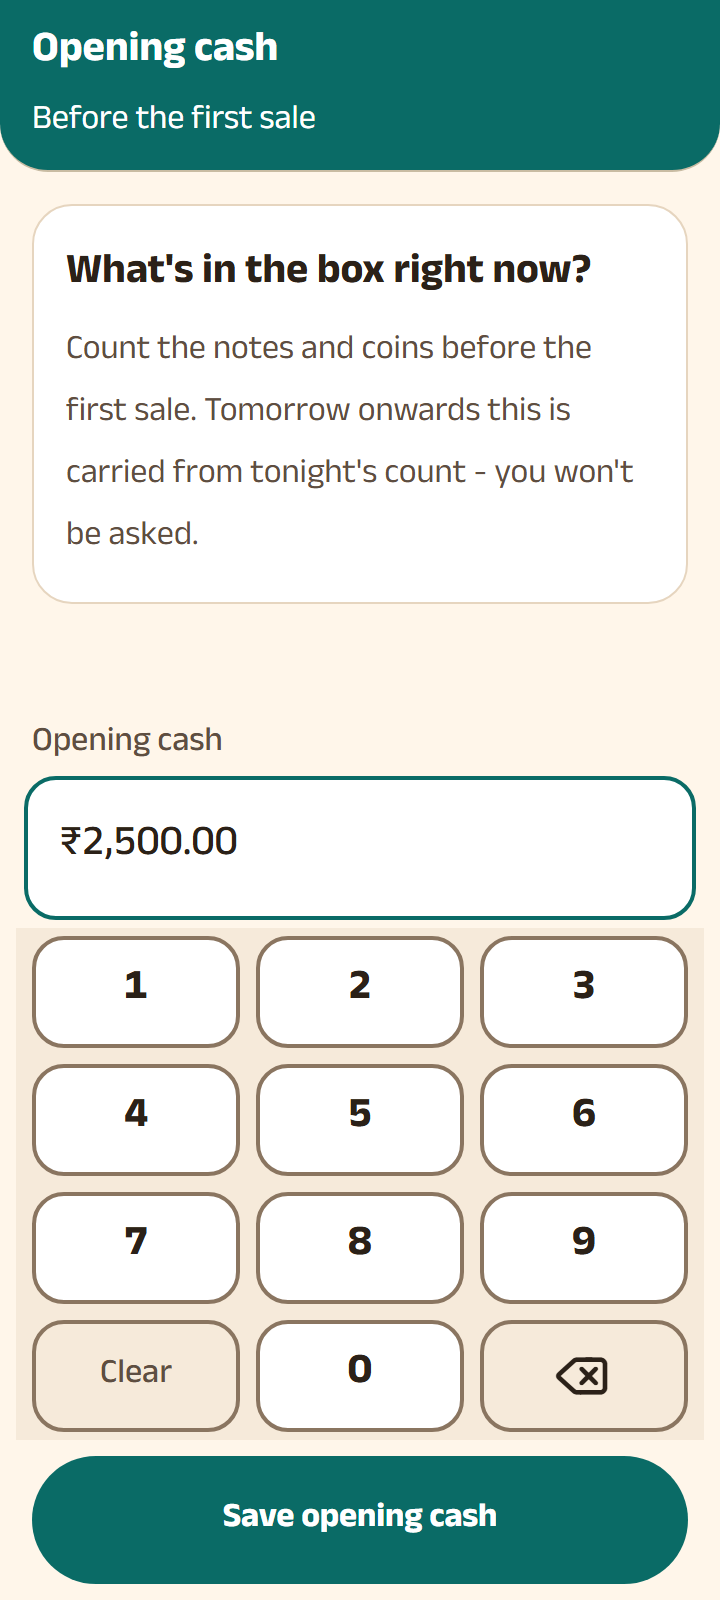 Opening cash
Before the first sale
What's in the box right now?
Count the notes and coins before the
first sale. Tomorrow onwards this is
carried from tonight's count - you won't
be asked.
Opening cash
₹2,500.00
1 2 3
4 5 6
7 8 9
Clear 0
Save opening cash